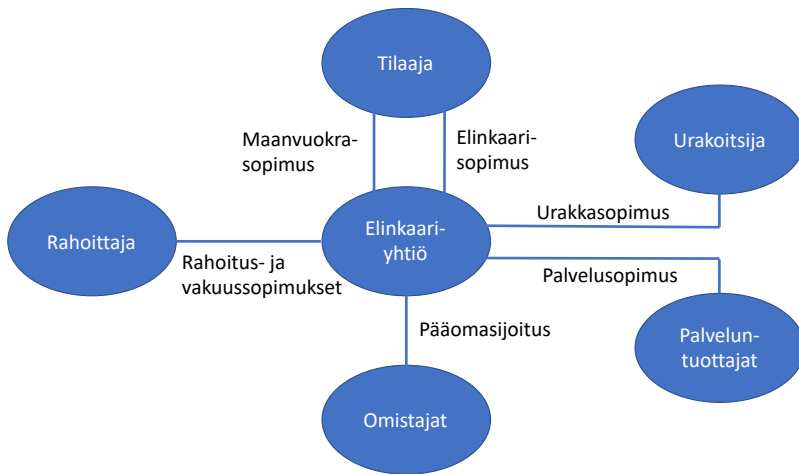 Tilaaja
Maanvuokra-
sopimus
Elinkaari-
sopimus
Urakoitsija
Urakkasopimus
Rahoittaja
Elinkaari-
yhtiö
Rahoitus- ja
vakuussopimukset
Palvelusopimus
Pääomasijoitus
Palvelun-
tuottajat
Omistajat